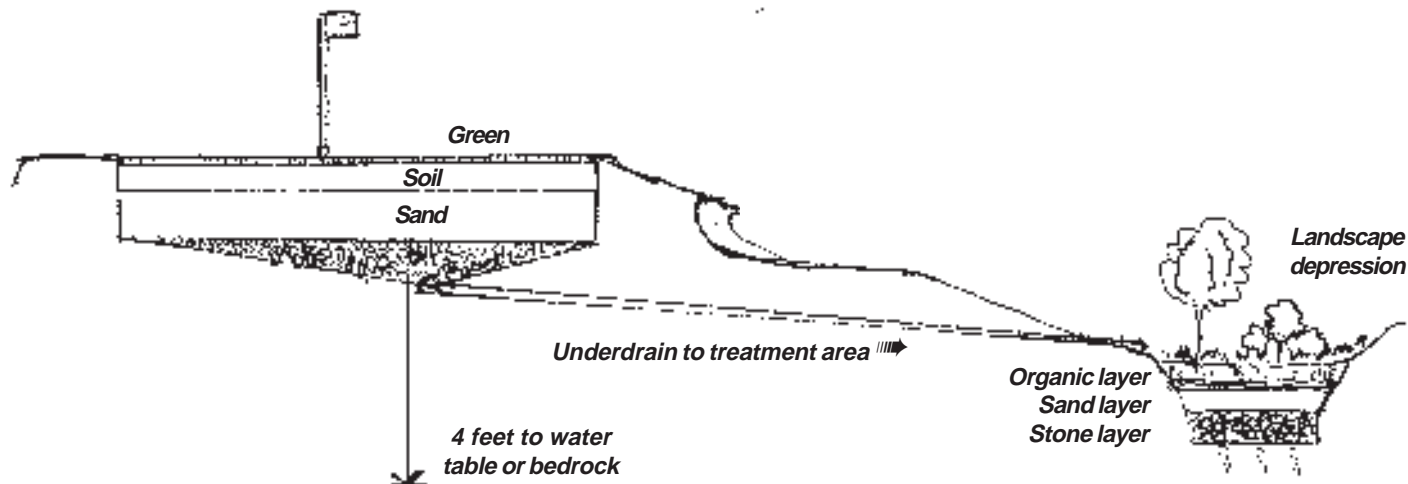 Green
Soil
Sand
Landscape
depression
Underdrain to treatment area
Organic layer
Sand layer
Stone layer
4 feet to water
table or bedrock